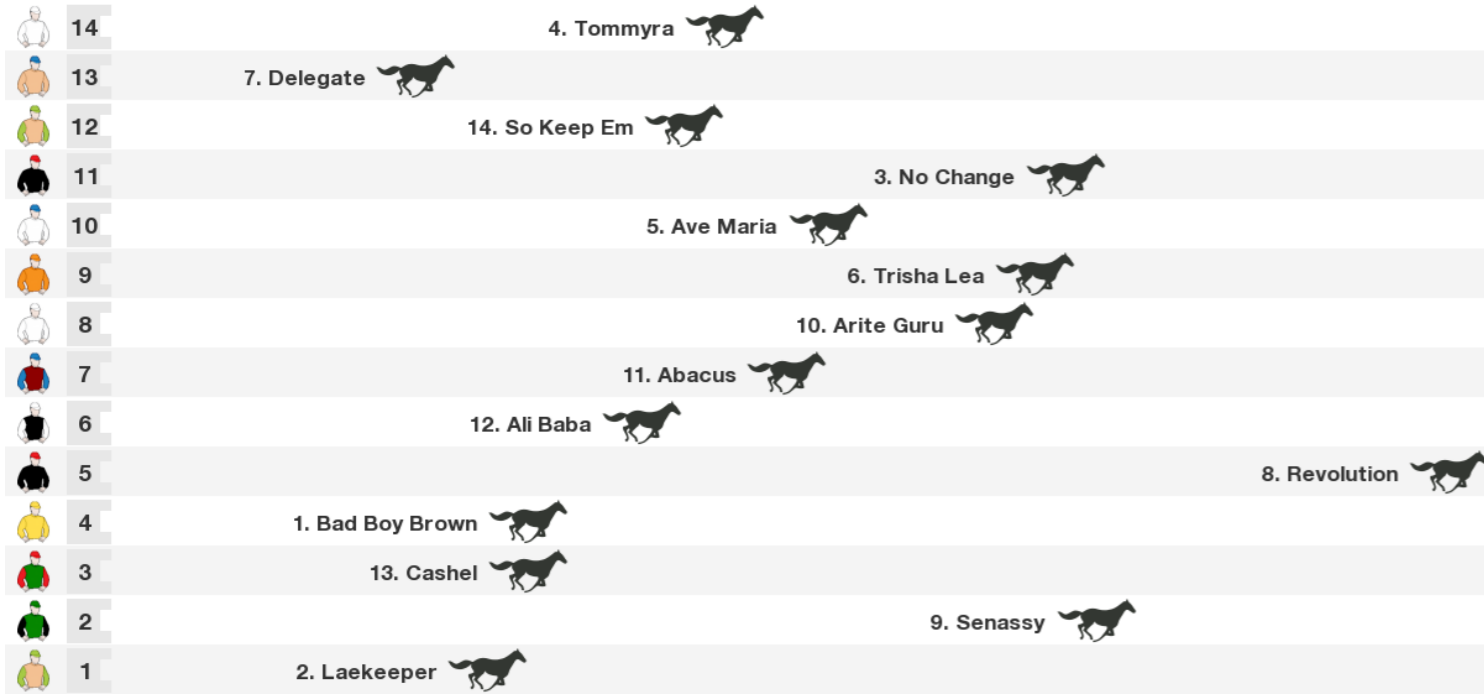 14 4. Tommyra
13 7. Delegate
12 14. So Keep Em
11 3. No Change
10 5. Ave Maria
9 6. Trisha Lea
8 10. Arite Guru
7 11. Abacus
6 12. Ali Baba
5 8. Revolution
4 1. Bad Boy Brown
3 13. Cashel
2 9. Senassy
1 2. Laekeeper